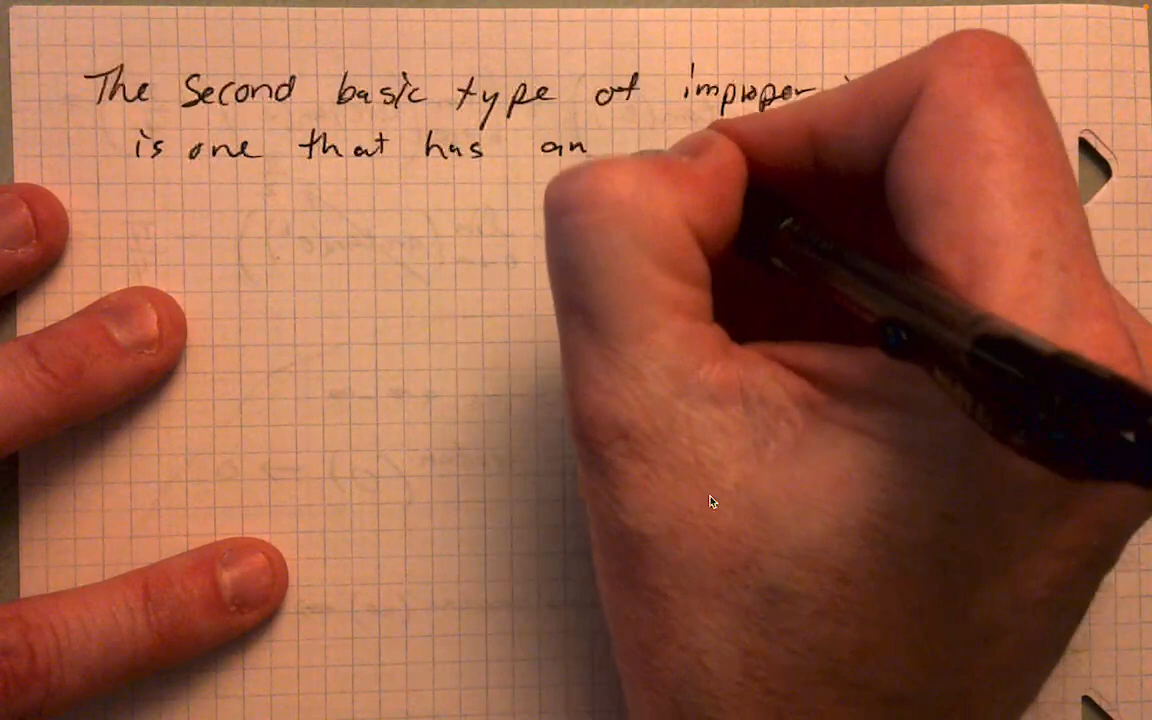 The Second basic type of improper
is one that has an